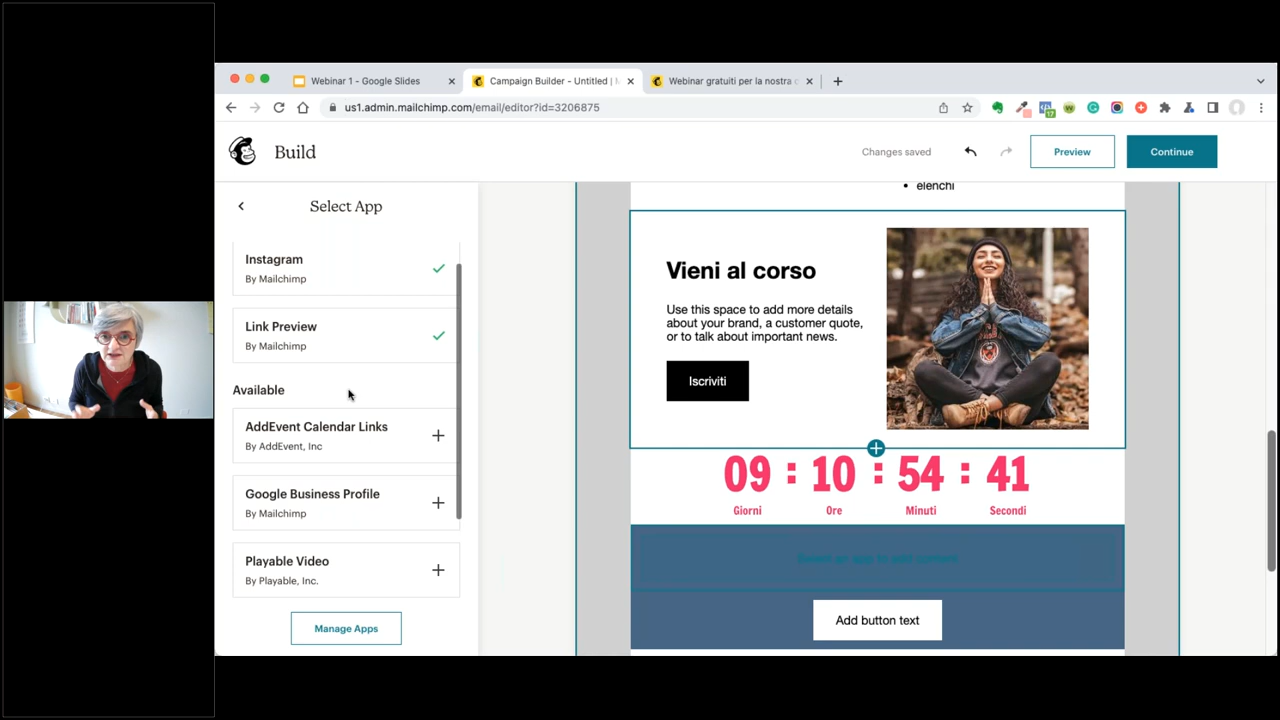 Webinar 1 - Google Slides
Campaign Builder - Untitled |
Webinar gratuiti per la nostra
us1.admin.mailchimp.com/email/editor?id=3206875
17
Build
Changes saved
Preview
Continue
Select App
Instagram
By Mailchimp
Link Preview
By Mailchimp
Available
AddEvent Calendar Links
By AddEvent, Inc
Google Business Profile
By Mailchimp
Playable Video
By Playable, Inc.
Manage Apps
elenchi
Vieni al corso
Use this space to add more details
about your brand, a customer quote,
or to talk about important news.
Iscriviti
09 : 10 : 54 : 41
Giorni Ore Minuti Secondi
Add button text